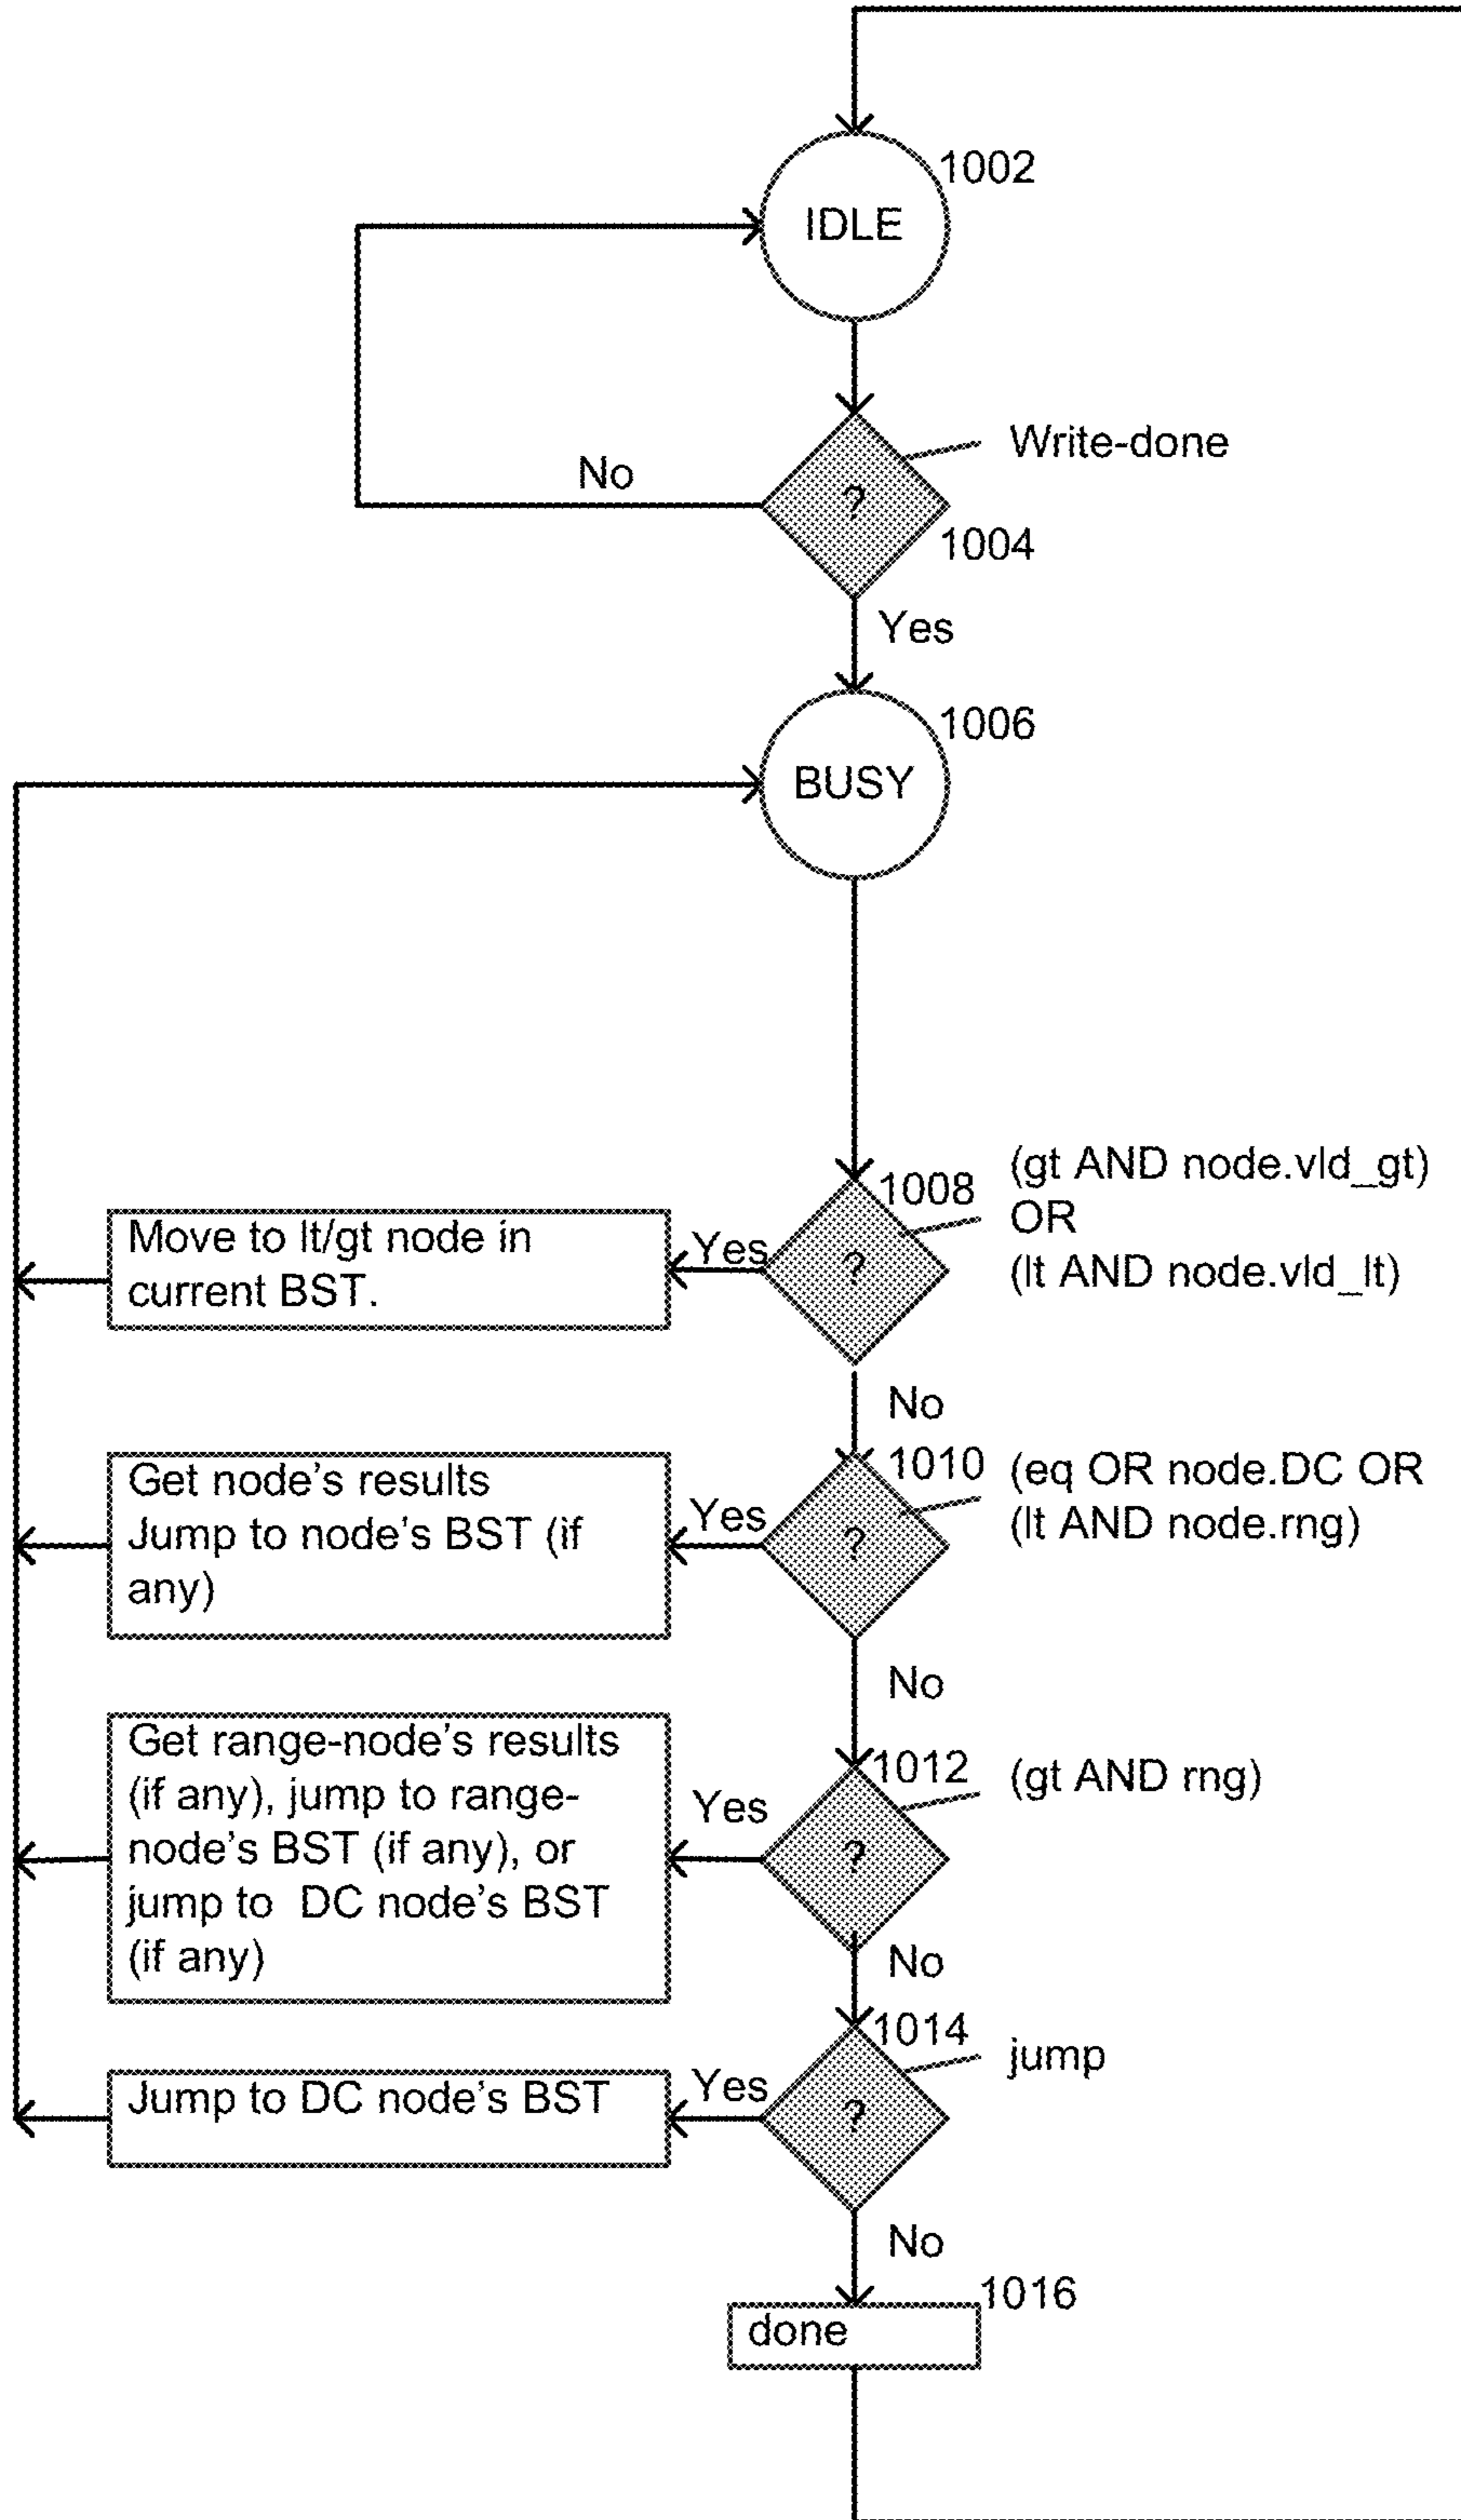 1002
IDLE
Write-done
No
?
1004
Yes
1006
BUSY
(gt AND node.vld_gt)
1008
OR
Move to lt/gt node in
current BST.
Yes
?
(lt AND node.vld_lt)
No
1010
(eq OR node.DC OR
(lt AND node.rng)
Get node's results
Jump to node's BST (if
any)
Yes
?
No
Get range-node's results
(if any), jump to range-
node's BST (if any), or
jump to DC node's BST
(if any)
1012
(gt AND rng)
Yes
?
No
1014
jump
Jump to DC node's BST
Yes
?
No
1016
done